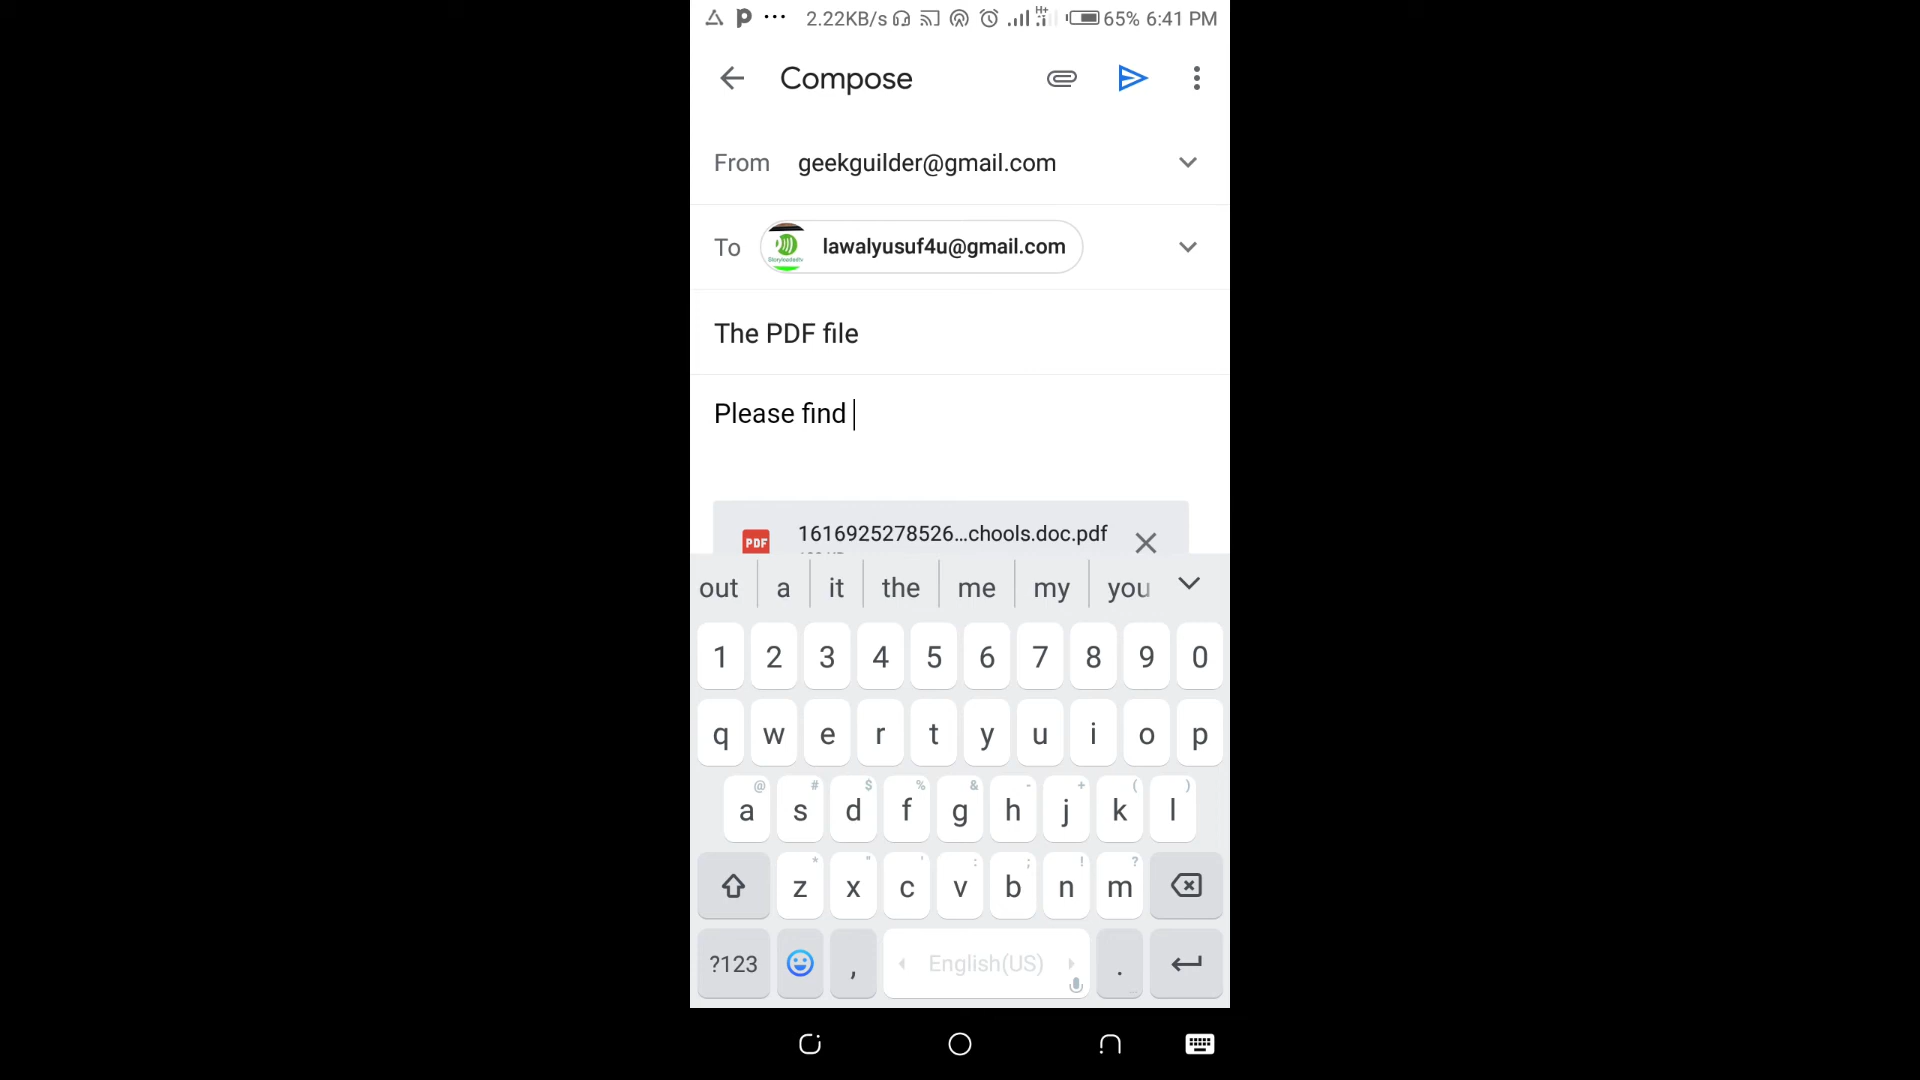 2.22KB/s H+ 65% 6:41 PM
Compose
From geekguilder@gmail.com
To lawalyusuf4u@gmail.com
The PDF file
Please find
PDF 1616925278526...chools.doc.pdf
out a it the me my you
1 2 3 4 5 6 7 8 9 0
q w e r t y u i o p
@ # $ % & - + ( )
a s d f g h j k l
* " ' : ; ! ?
z x c v b n m
?123 , English(US) .